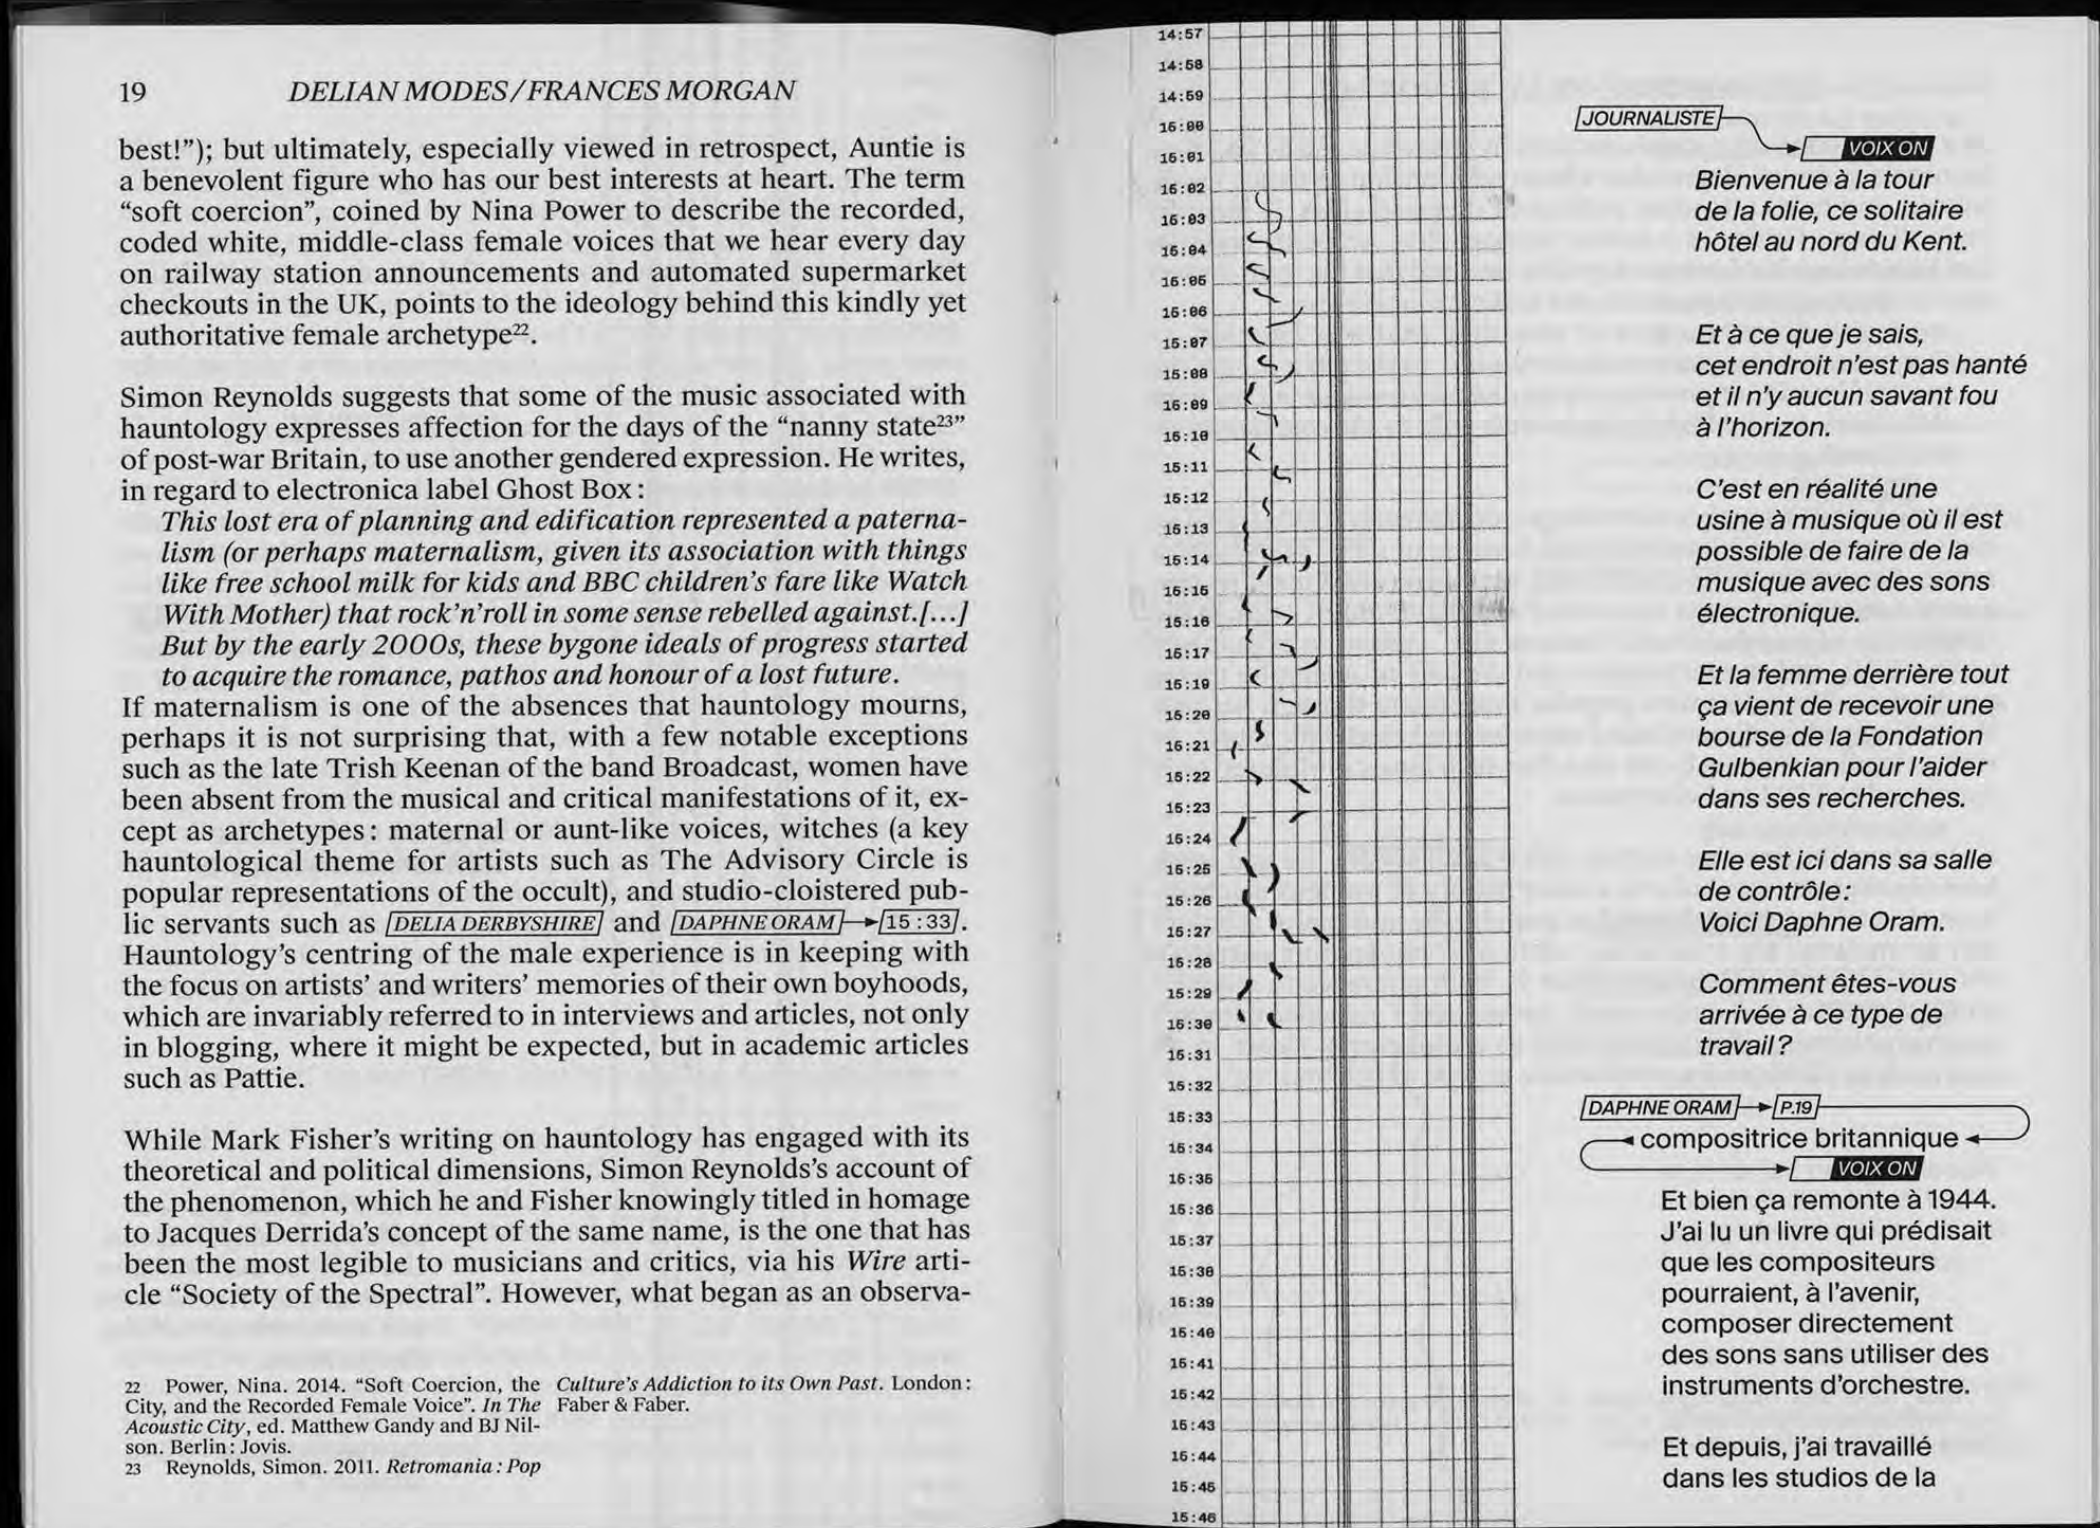 19 DELIAN MODES/FRANCES MORGAN
best!”); but ultimately, especially viewed in retrospect, Auntie is
a benevolent figure who has our best interests at heart. The term
“soft coercion”, coined by Nina Power to describe the recorded,
coded white, middle-class female voices that we hear every day
on railway station announcements and automated supermarket
checkouts in the UK, points to the ideology behind this kindly yet
authoritative female archetype22.
Simon Reynolds suggests that some of the music associated with
hauntology expresses affection for the days of the “nanny state23”
of post-war Britain, to use another gendered expression. He writes,
in regard to electronica label Ghost Box :
This lost era of planning and edification represented a paterna-
lism (or perhaps maternalism, given its association with things
like free school milk for kids and BBC children’s fare like Watch
With Mother) that rock’n’roll in some sense rebelled against.[...]
But by the early 2000s, these bygone ideals of progress started
to acquire the romance, pathos and honour of a lost future.
If maternalism is one of the absences that hauntology mourns,
perhaps it is not surprising that, with a few notable exceptions
such as the late Trish Keenan of the band Broadcast, women have
been absent from the musical and critical manifestations of it, ex-
cept as archetypes : maternal or aunt-like voices, witches (a key
hauntological theme for artists such as The Advisory Circle is
popular representations of the occult), and studio-cloistered pub-
lic servants such as DELIA DERBYSHIRE and DAPHNE ORAM 15 : 33.
Hauntology’s centring of the male experience is in keeping with
the focus on artists’ and writers’ memories of their own boyhoods,
which are invariably referred to in interviews and articles, not only
in blogging, where it might be expected, but in academic articles
such as Pattie.
While Mark Fisher’s writing on hauntology has engaged with its
theoretical and political dimensions, Simon Reynolds’s account of
the phenomenon, which he and Fisher knowingly titled in homage
to Jacques Derrida’s concept of the same name, is the one that has
been the most legible to musicians and critics, via his Wire arti-
cle “Society of the Spectral”. However, what began as an observa-
22 Power, Nina. 2014. “Soft Coercion, the
City, and the Recorded Female Voice”. In The
Acoustic City, ed. Matthew Gandy and BJ Nil-
son. Berlin : Jovis.
23 Reynolds, Simon. 2011. Retromania : Pop
Culture’s Addiction to its Own Past. London :
Faber & Faber.
14:57
14:58
14:59
15:00
15:01
15:02
15:03
15:04
15:05
15:06
15:07
15:08
15:09
15:10
15:11
15:12
15:13
15:14
15:15
15:16
15:17
15:19
15:20
15:21
15:22
15:23
15:24
15:25
15:26
15:27
15:28
15:29
15:30
15:31
15:32
15:33
15:34
15:35
15:36
15:37
15:38
15:39
15:40
15:41
15:42
15:43
15:44
15:45
15:46
JOURNALISTE
VOIX ON
Bienvenue à la tour
de la folie, ce solitaire
hôtel au nord du Kent.
Et à ce que je sais,
cet endroit n'est pas hanté
et il n'y aucun savant fou
à l'horizon.
C'est en réalité une
usine à musique où il est
possible de faire de la
musique avec des sons
électronique.
Et la femme derrière tout
ça vient de recevoir une
bourse de la Fondation
Gulbenkian pour l'aider
dans ses recherches.
Elle est ici dans sa salle
de contrôle :
Voici Daphne Oram.
Comment êtes-vous
arrivée à ce type de
travail ?
DAPHNE ORAM P.19
compositrice britannique
VOIX ON
Et bien ça remonte à 1944.
J'ai lu un livre qui prédisait
que les compositeurs
pourraient, à l'avenir,
composer directement
des sons sans utiliser des
instruments d'orchestre.
Et depuis, j'ai travaillé
dans les studios de la